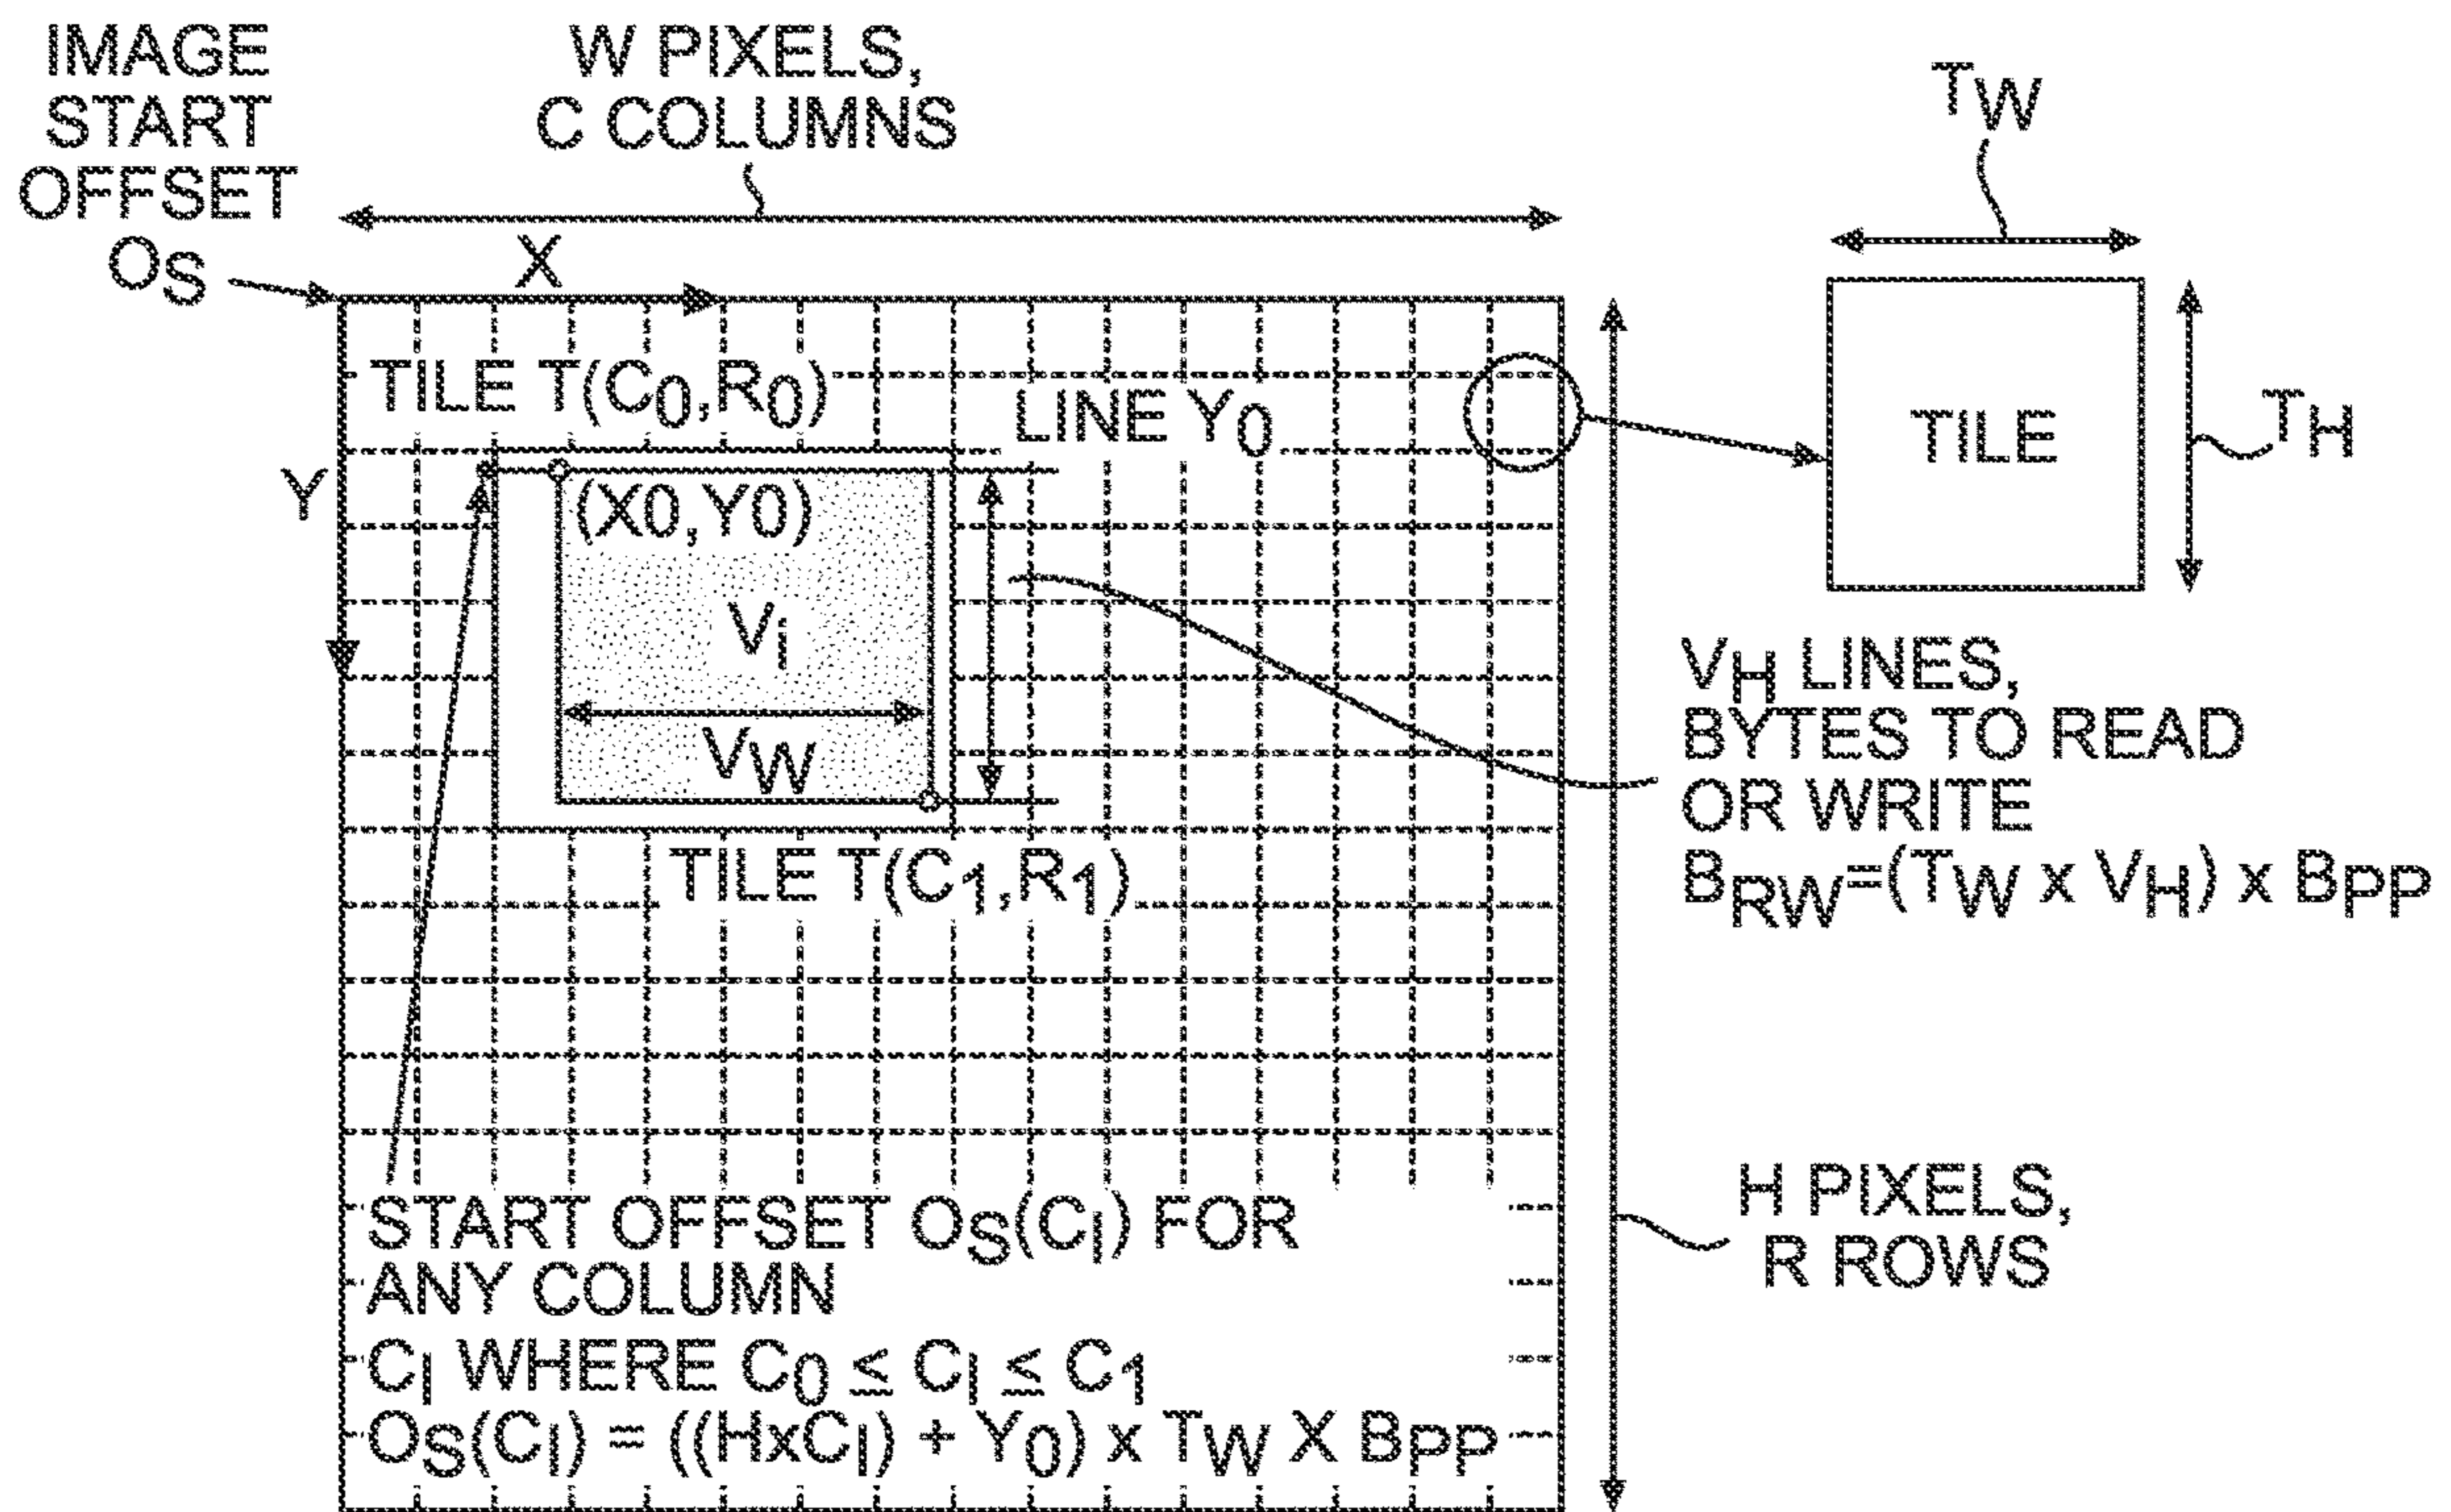 IMAGE
START
OFFSET
OS
W PIXELS,
C COLUMNS
X
Y
TW
TILE
TH
TILE T(C0,R0)
LINE Y0
(X0,Y0)
Vi
VW
TILE T(C1,R1)
VH LINES,
BYTES TO READ
OR WRITE
BRW=(TW x VH) x BPP
H PIXELS,
R ROWS
START OFFSET OS(CI) FOR
ANY COLUMN
CI WHERE C0 ≤ CI ≤ C1
OS(CI) = ((HxCI) + Y0) x TW X BPP